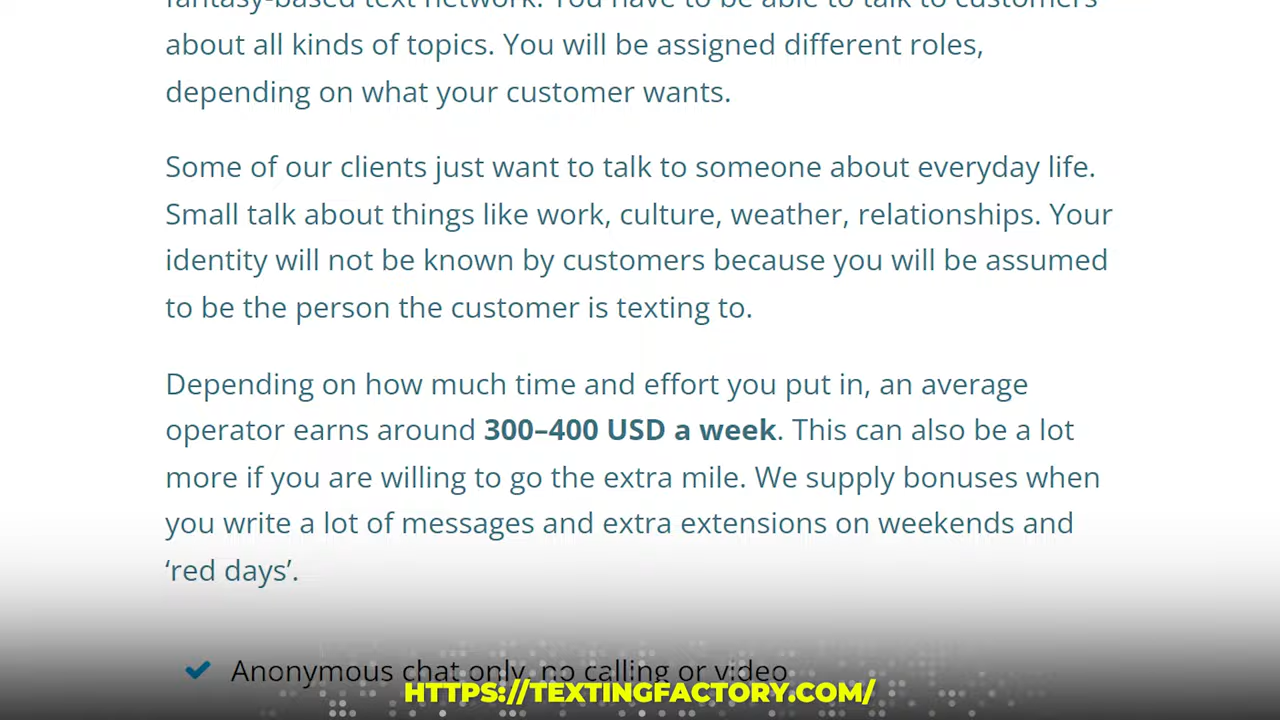 fantasy-based text network. You have to be able to talk to customers
about all kinds of topics. You will be assigned different roles,
depending on what your customer wants.
Some of our clients just want to talk to someone about everyday life.
Small talk about things like work, culture, weather, relationships. Your
identity will not be known by customers because you will be assumed
to be the person the customer is texting to.
Depending on how much time and effort you put in, an average
operator earns around 300–400 USD a week. This can also be a lot
more if you are willing to go the extra mile. We supply bonuses when
you write a lot of messages and extra extensions on weekends and
‘red days’.
Anonymous chat only, no calling or video
HTTPS://TEXTINGFACTORY.COM/